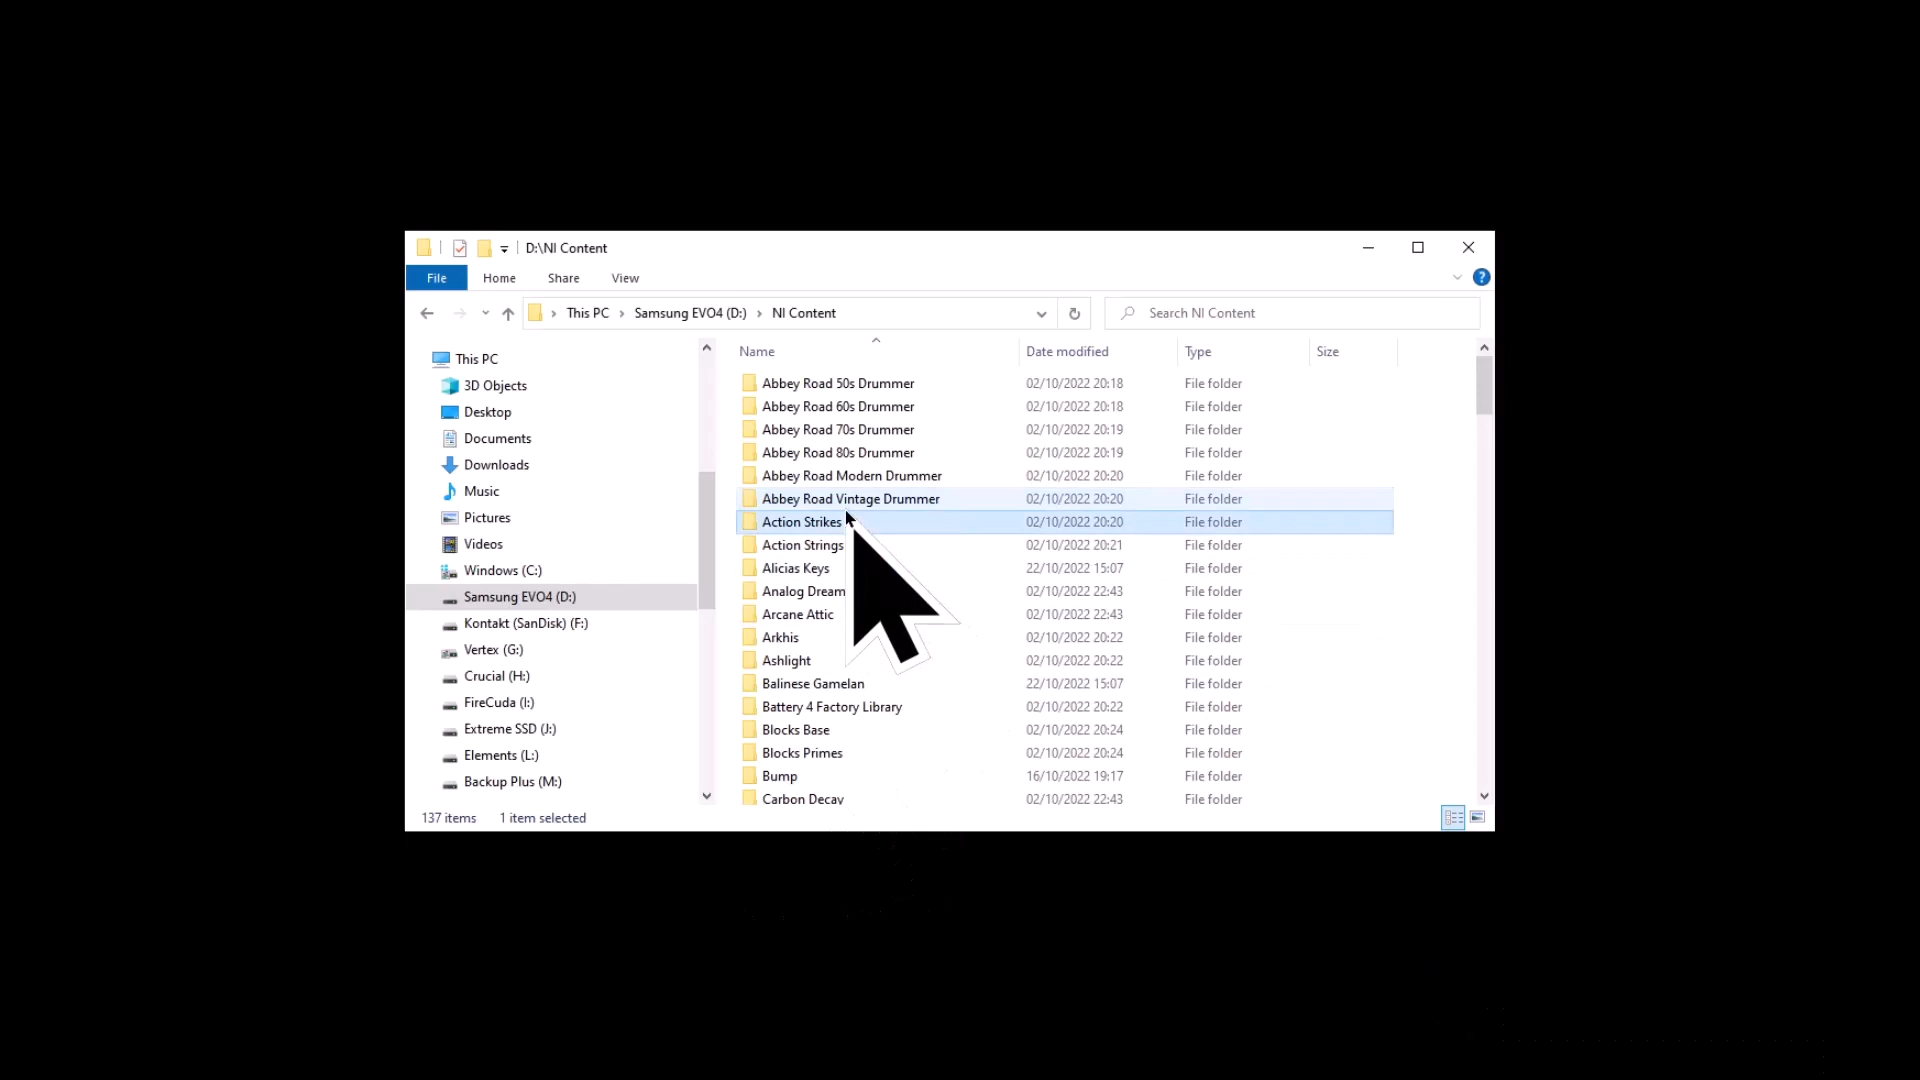 D:\NI Content
File Home Share View
This PC › Samsung EVO4 (D:) › NI Content
Search NI Content
This PC
3D Objects
Desktop
Documents
Downloads
Music
Pictures
Videos
Windows (C:)
Samsung EVO4 (D:)
Kontakt (SanDisk) (F:)
Vertex (G:)
Crucial (H:)
FireCuda (I:)
Extreme SSD (J:)
Elements (L:)
Backup Plus (M:)
Name Date modified Type Size
Abbey Road 50s Drummer 02/10/2022 20:18 File folder
Abbey Road 60s Drummer 02/10/2022 20:18 File folder
Abbey Road 70s Drummer 02/10/2022 20:19 File folder
Abbey Road 80s Drummer 02/10/2022 20:19 File folder
Abbey Road Modern Drummer 02/10/2022 20:20 File folder
Abbey Road Vintage Drummer 02/10/2022 20:20 File folder
Action Strikes 02/10/2022 20:20 File folder
Action Strings 02/10/2022 20:21 File folder
Alicias Keys 22/10/2022 15:07 File folder
Analog Dream 02/10/2022 22:43 File folder
Arcane Attic 02/10/2022 22:43 File folder
Arkhis 02/10/2022 20:22 File folder
Ashlight 02/10/2022 20:22 File folder
Balinese Gamelan 22/10/2022 15:07 File folder
Battery 4 Factory Library 02/10/2022 20:22 File folder
Blocks Base 02/10/2022 20:24 File folder
Blocks Primes 02/10/2022 20:24 File folder
Bump 16/10/2022 19:17 File folder
Carbon Decay 02/10/2022 22:43 File folder
137 items 1 item selected